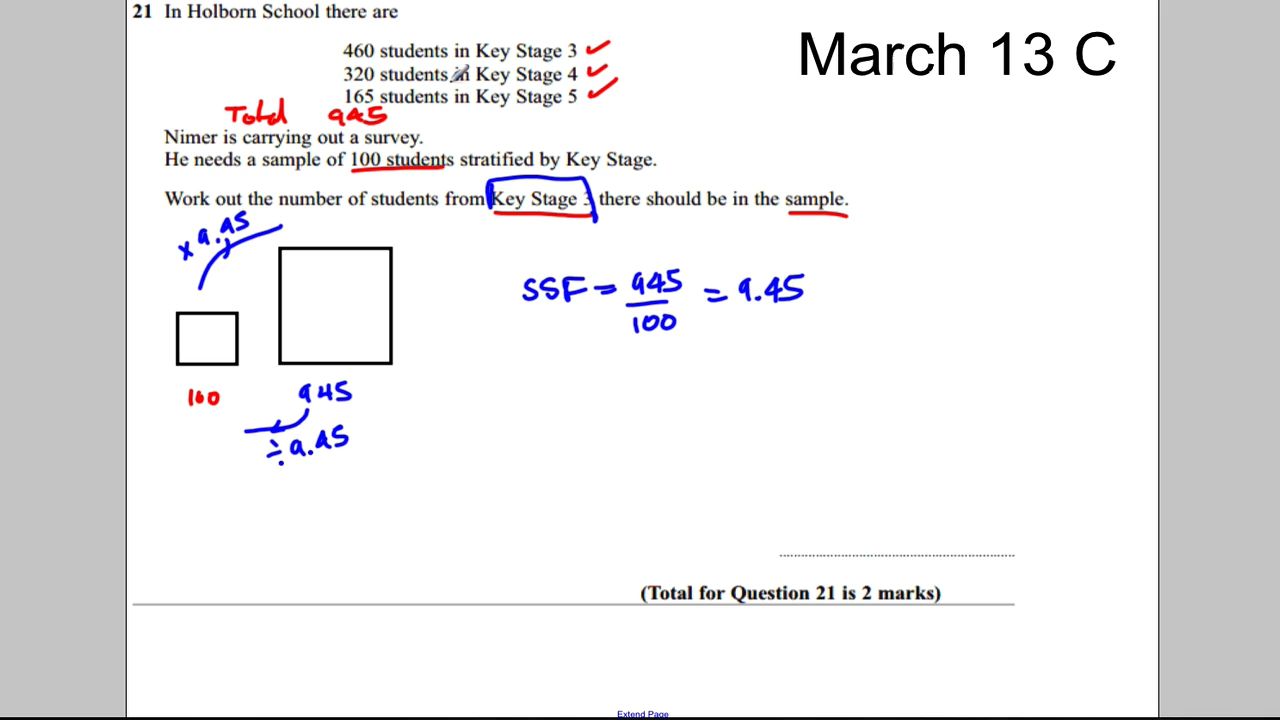 21 In Holborn School there are
March 13 C
460 students in Key Stage 3 ✓
320 students in Key Stage 4 ✓
165 students in Key Stage 5 ✓
Total 945
Nimer is carrying out a survey.
He needs a sample of 100 students stratified by Key Stage.
Work out the number of students from Key Stage 3 there should be in the sample.
× 9.45
SSF = 945/100 = 9.45
100
945
÷ 9.45
(Total for Question 21 is 2 marks)
Extend Page